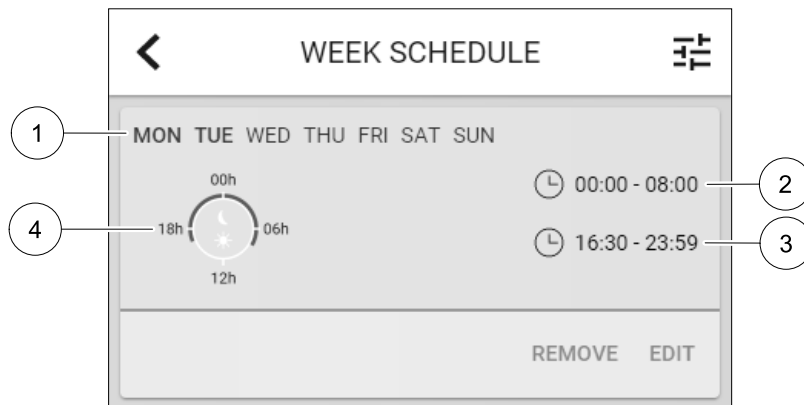 WEEK SCHEDULE
1
MON TUE WED THU FRI SAT SUN
00h
00:00 - 08:00
2
4
18h
06h
16:30 - 23:59
3
12h
REMOVE EDIT